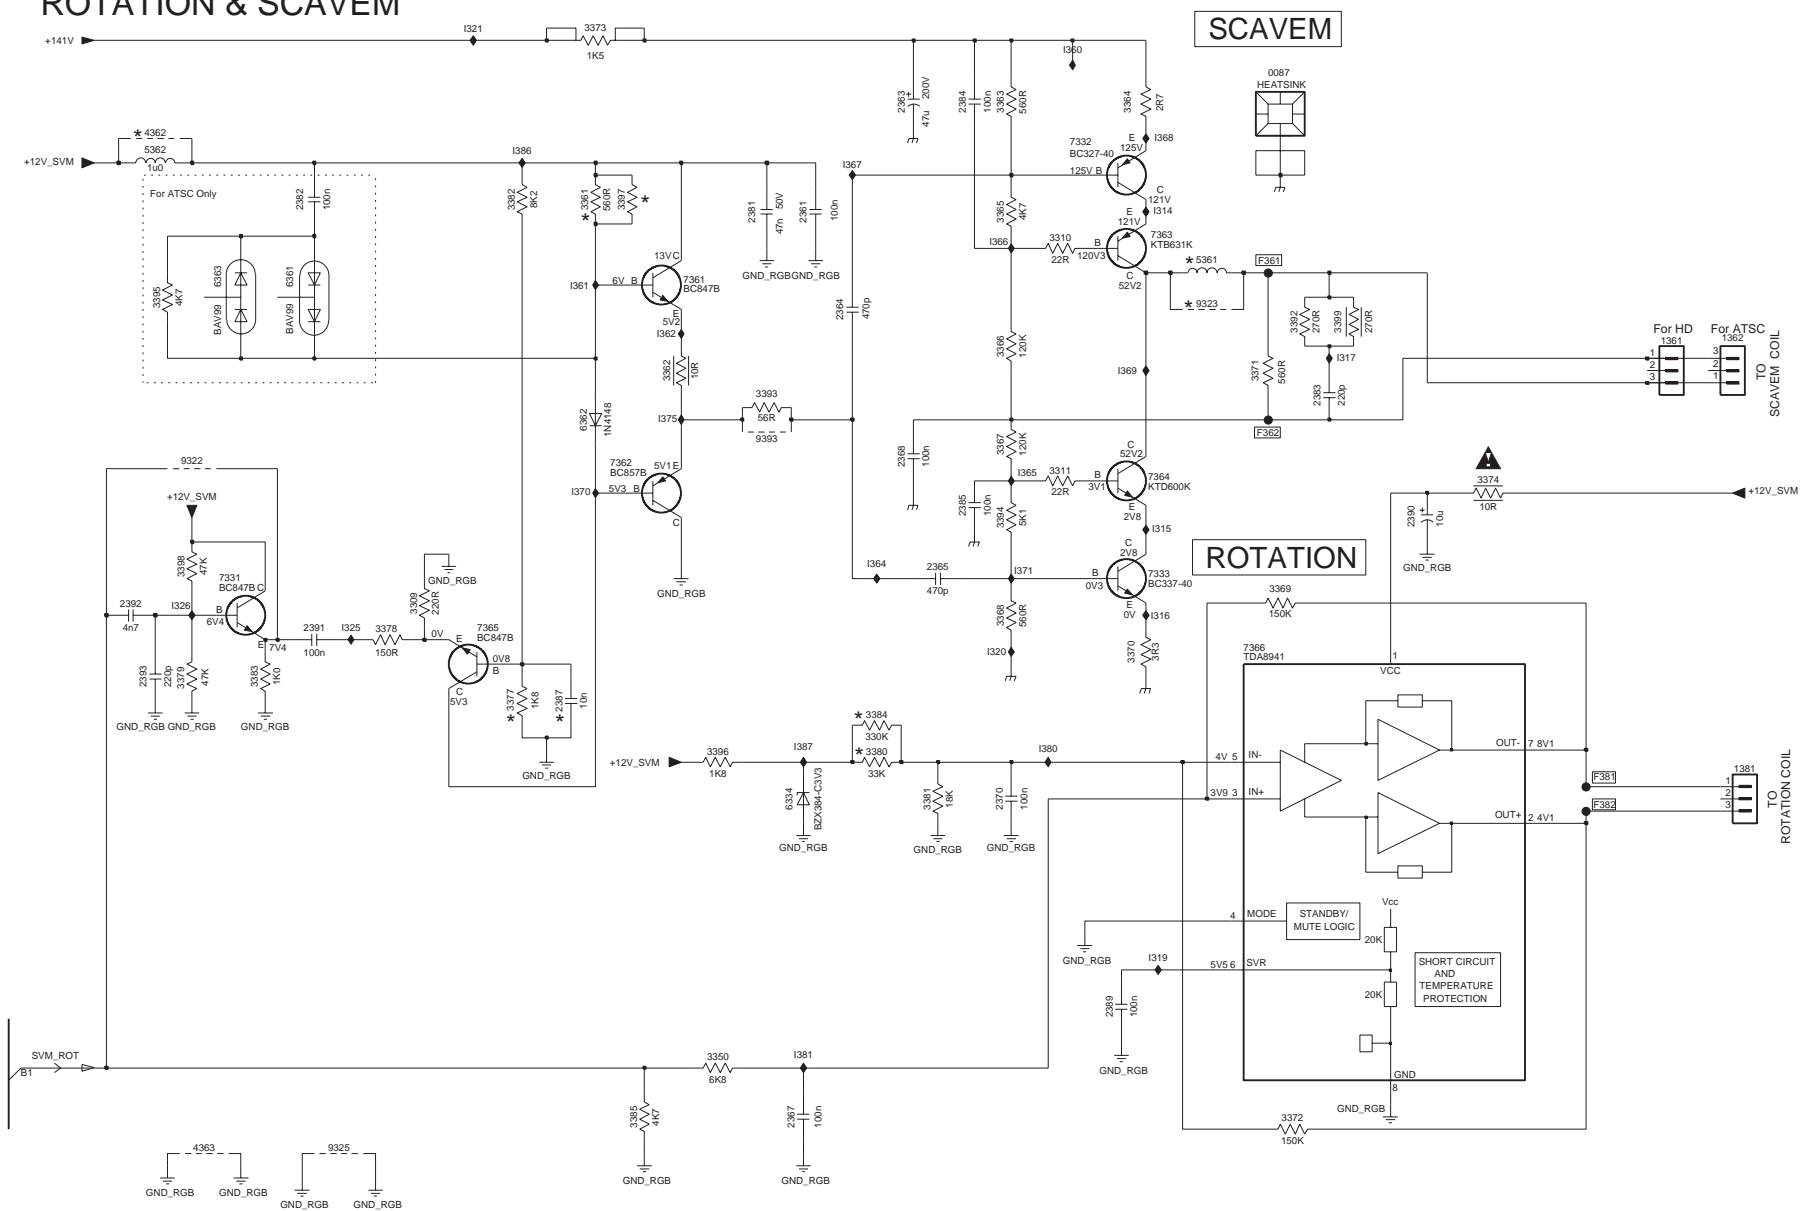 ROTATION & SCAVEM
+141V
I321
3373
1K5
I360
SCAVEM
0087
HEATSINK
2363
200V
47u
2384
100n
3363
560R
3364
2R7
* 4362
+12V_SVM
5362
1u0
I386
I367
7332
BC327-40
E
125V
I368
125V B
C
121V
I314
For ATSC Only
2382
100n
3382
8K2
3361
560R
*
3397
*
2381
50V
47n
2361
100n
GND_RGB
GND_RGB
3365
4K7
E
121V
7363
KTB631K
I366
3310
22R
B
120V3
C
52V2
* 5361
* 9323
F361
3395
4K7
6363
BAV99
6361
BAV99
13V C
7361
BC847B
I361
6V B
E
5V2
I362
3362
10R
2364
470p
3366
120K
I369
3371
560R
3392
270R
3399
270R
I317
2383
220p
F362
For HD
1361
1
2
3
For ATSC
1362
3
2
1
TO
SCAVEM COIL
6362
1N4148
I375
3393
56R
9393
7362
BC857B
5V1 E
I370
5V3 B
C
GND_RGB
2368
100n
3367
120K
I365
3311
22R
B
3V1
C
52V2
7364
KTD600K
E
2V8
I315
2385
100n
3394
5K1
3374
10R
+12V_SVM
2390
10u
GND_RGB
ROTATION
9322
+12V_SVM
3398
47K
7331
BC847B C
2392
4n7
I326
B
6V4
E
7V4
2391
100n
I325
3378
150R
3309
220R
GND_RGB
0V
E
7365
BC847B
0V8
B
C
5V3
2393
220p
3379
47K
3383
1K0
GND_RGB GND_RGB
GND_RGB
3377
1K8
*
2387
10n
*
GND_RGB
I364
2365
470p
I371
C
2V8
B
0V3
7333
BC337-40
E
0V
I316
3368
560R
I320
3370
3R3
3369
150K
+12V_SVM
3396
1K8
I387
* 3384
330K
* 3380
33K
I380
6334
BZX384-C3V3
3381
18K
2370
100n
GND_RGB
GND_RGB
GND_RGB
7366
TDA8941
1
VCC
4V 5 IN-
3V9 3 IN+
OUT- 7 8V1
OUT+ 2 4V1
F381
F382
1381
1
2
3
TO
ROTATION COIL
4 MODE
STANDBY/
MUTE LOGIC
Vcc
20K
GND_RGB
I319
5V5 6 SVR
20K
SHORT CIRCUIT
AND
TEMPERATURE
PROTECTION
2389
100n
GND_RGB
GND
8
GND_RGB
SVM_ROT
B1
3350
6K8
I381
3385
4K7
2367
100n
GND_RGB
GND_RGB
3372
150K
4363
GND_RGB
GND_RGB
9325
GND_RGB
GND_RGB